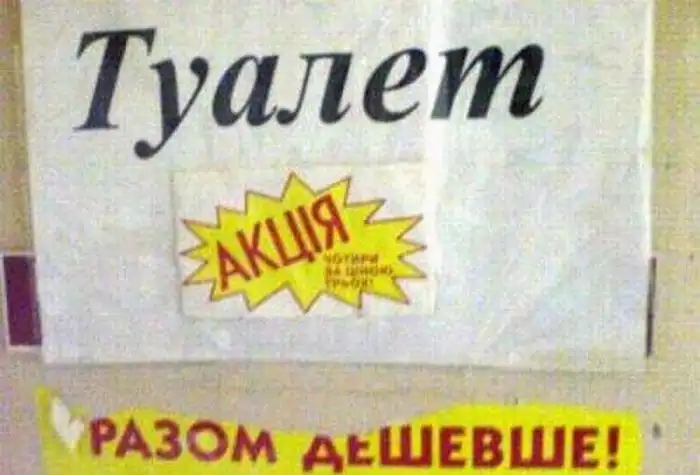 Туалет
АКЦІЯ
ЧОТИРИ
ЗА ЦІНОЮ
ТРЬОХ!
РАЗОМ ДЕШЕВШЕ!